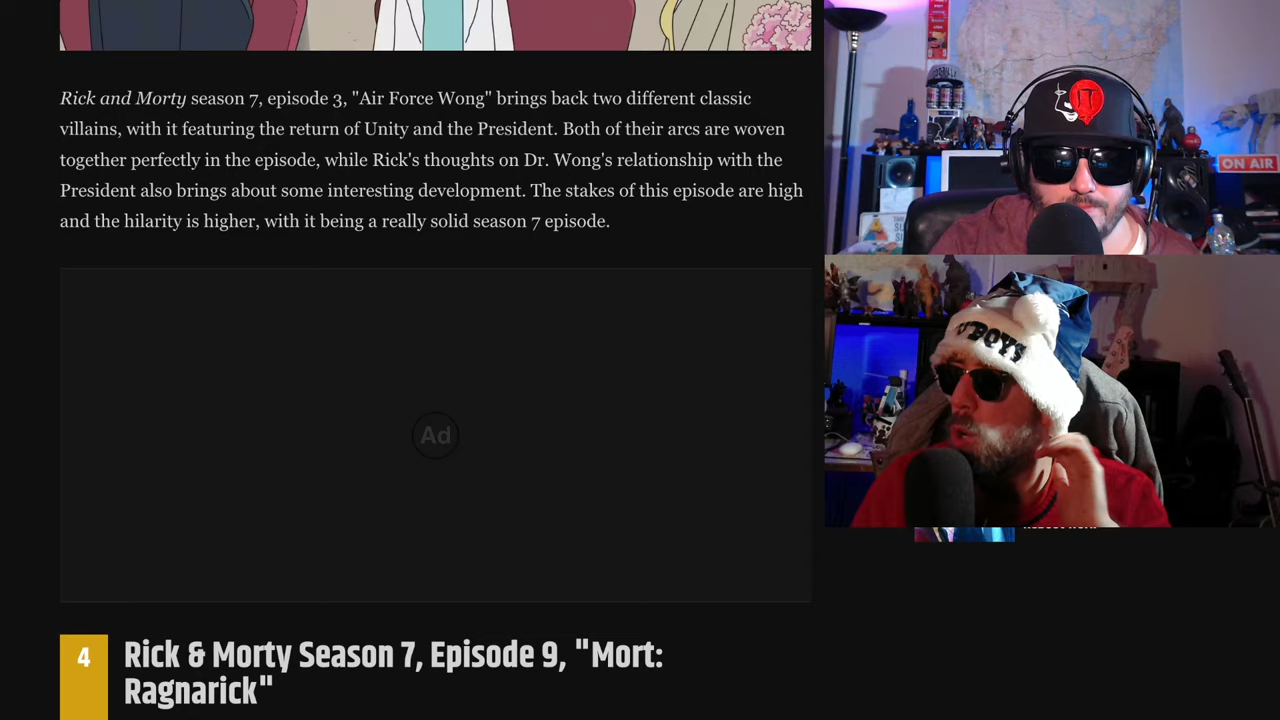 Rick and Morty season 7, episode 3, "Air Force Wong" brings back two different classic
villains, with it featuring the return of Unity and the President. Both of their arcs are woven
together perfectly in the episode, while Rick's thoughts on Dr. Wong's relationship with the
President also brings about some interesting development. The stakes of this episode are high
and the hilarity is higher, with it being a really solid season 7 episode.
Ad
4
Rick & Morty Season 7, Episode 9, "Mort:
Ragnarick"
ON AIR